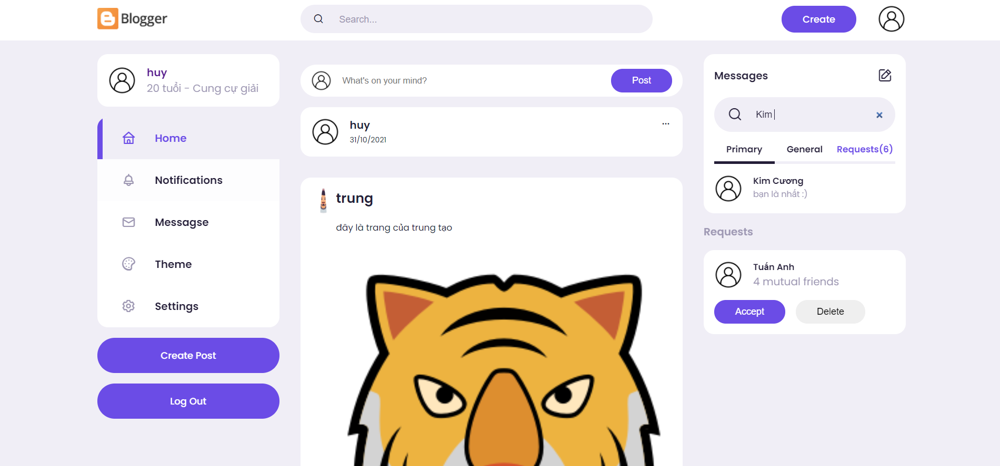 Blogger
Search...
Create
huy
20 tuổi - Cung cự giải
Home
Notifications
Messagse
Theme
Settings
Create Post
Log Out
What's on your mind?
Post
huy
31/10/2021
trung
đây là trang của trung tạo
Messages
Kim
Primary General Requests(6)
Kim Cương
bạn là nhất :)
Requests
Tuấn Anh
4 mutual friends
Accept Delete